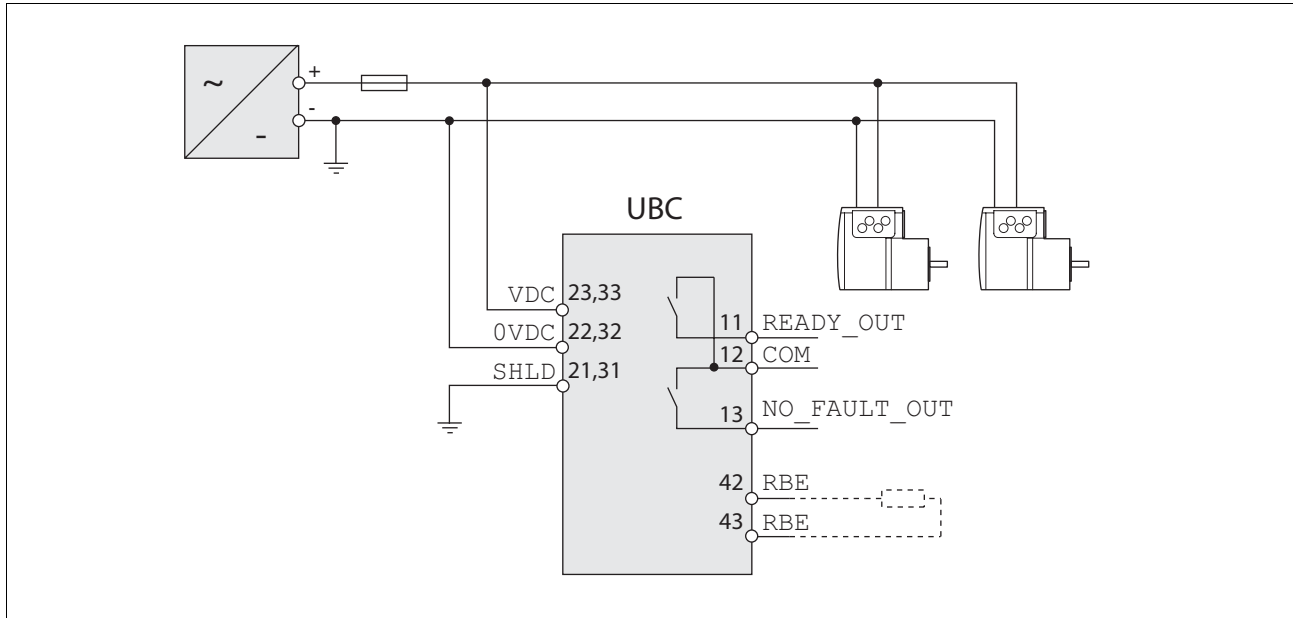 ~
+
-
-
UBC
VDC 23,33
0VDC 22,32
SHLD 21,31
11 READY_OUT
12 COM
13 NO_FAULT_OUT
42 RBE
43 RBE